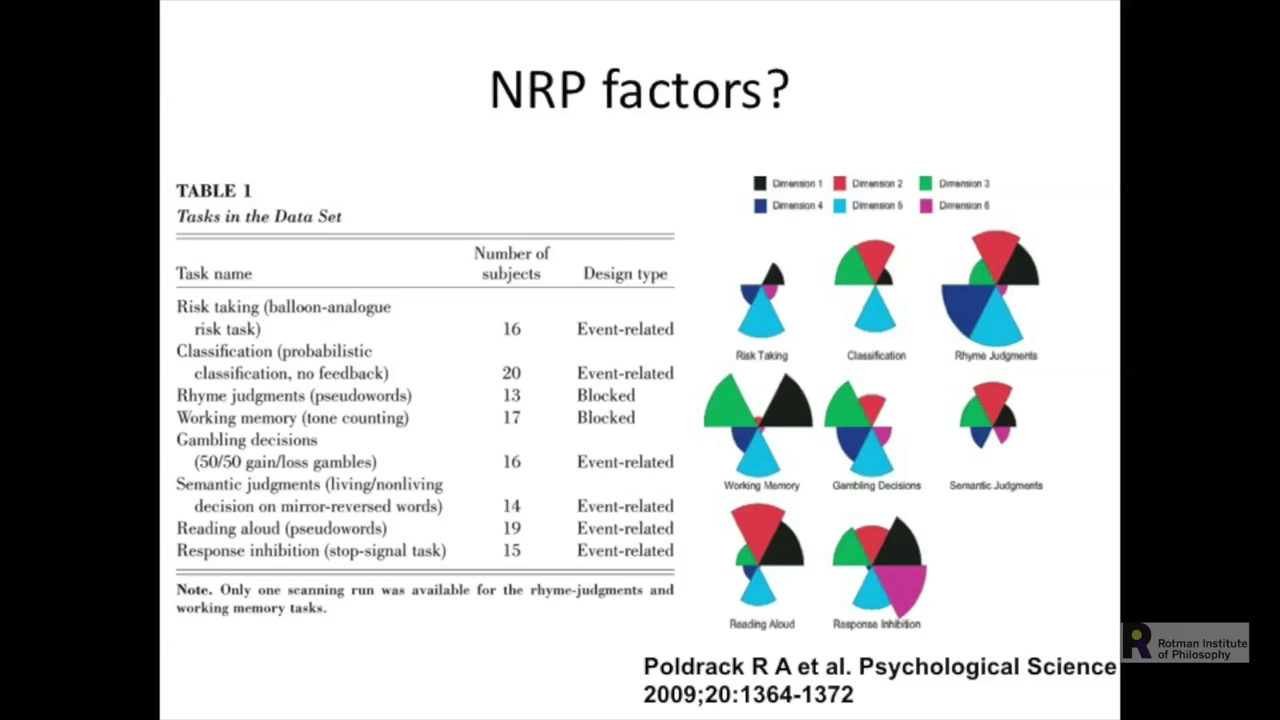 NRP factors?
TABLE 1
Tasks in the Data Set
Task name Number of subjects Design type
Risk taking (balloon-analogue
risk task) 16 Event-related
Classification (probabilistic
classification, no feedback) 20 Event-related
Rhyme judgments (pseudowords) 13 Blocked
Working memory (tone counting) 17 Blocked
Gambling decisions
(50/50 gain/loss gambles) 16 Event-related
Semantic judgments (living/nonliving
decision on mirror-reversed words) 14 Event-related
Reading aloud (pseudowords) 19 Event-related
Response inhibition (stop-signal task) 15 Event-related
Note. Only one scanning run was available for the rhyme-judgments and
working memory tasks.
Dimension 1 Dimension 2 Dimension 3
Dimension 4 Dimension 5 Dimension 6
Risk Taking Classification Rhyme Judgments
Working Memory Gambling Decisions Semantic Judgments
Reading Aloud Response Inhibition
Poldrack R A et al. Psychological Science
2009;20:1364-1372
Rotman Institute
of Philosophy